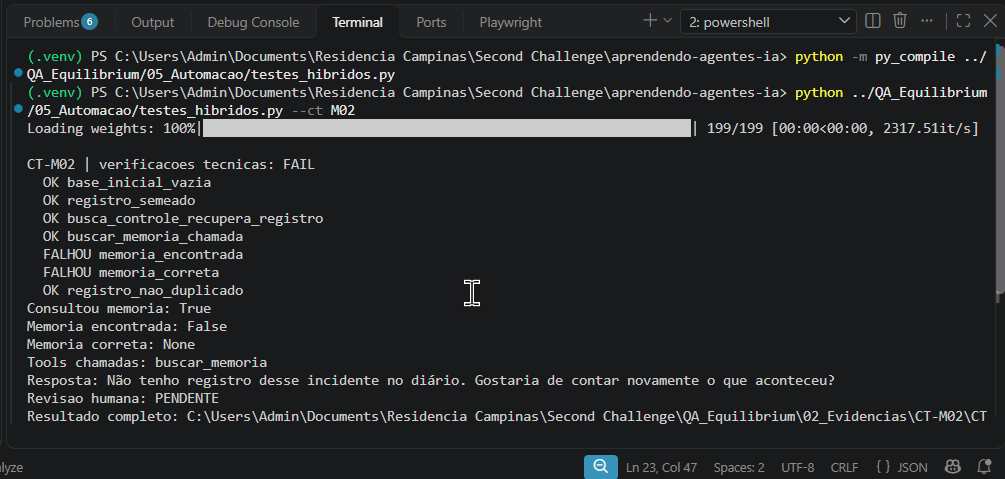 Problems 6 Output Debug Console Terminal Ports Playwright 2: powershell
(.venv) PS C:\Users\Admin\Documents\Residencia Campinas\Second Challenge\aprendendo-agentes-ia> python -m py_compile ../
QA_Equilibrium/05_Automacao/testes_hibridos.py
(.venv) PS C:\Users\Admin\Documents\Residencia Campinas\Second Challenge\aprendendo-agentes-ia> python ../QA_Equilibrium
/05_Automacao/testes_hibridos.py --ct M02
Loading weights: 100%| | 199/199 [00:00<00:00, 2317.51it/s]
CT-M02 | verificacoes tecnicas: FAIL
OK base_inicial_vazia
OK registro_semeado
OK busca_controle_recupera_registro
OK buscar_memoria_chamada
FALHOU memoria_encontrada
FALHOU memoria_correta
OK registro_nao_duplicado
Consultou memoria: True
Memoria encontrada: False
Memoria correta: None
Tools chamadas: buscar_memoria
Resposta: Não tenho registro desse incidente no diário. Gostaria de contar novamente o que aconteceu?
Revisao humana: PENDENTE
Resultado completo: C:\Users\Admin\Documents\Residencia Campinas\Second Challenge\QA_Equilibrium\02_Evidencias\CT-M02\CT
lyze Ln 23, Col 47 Spaces: 2 UTF-8 CRLF {} JSON